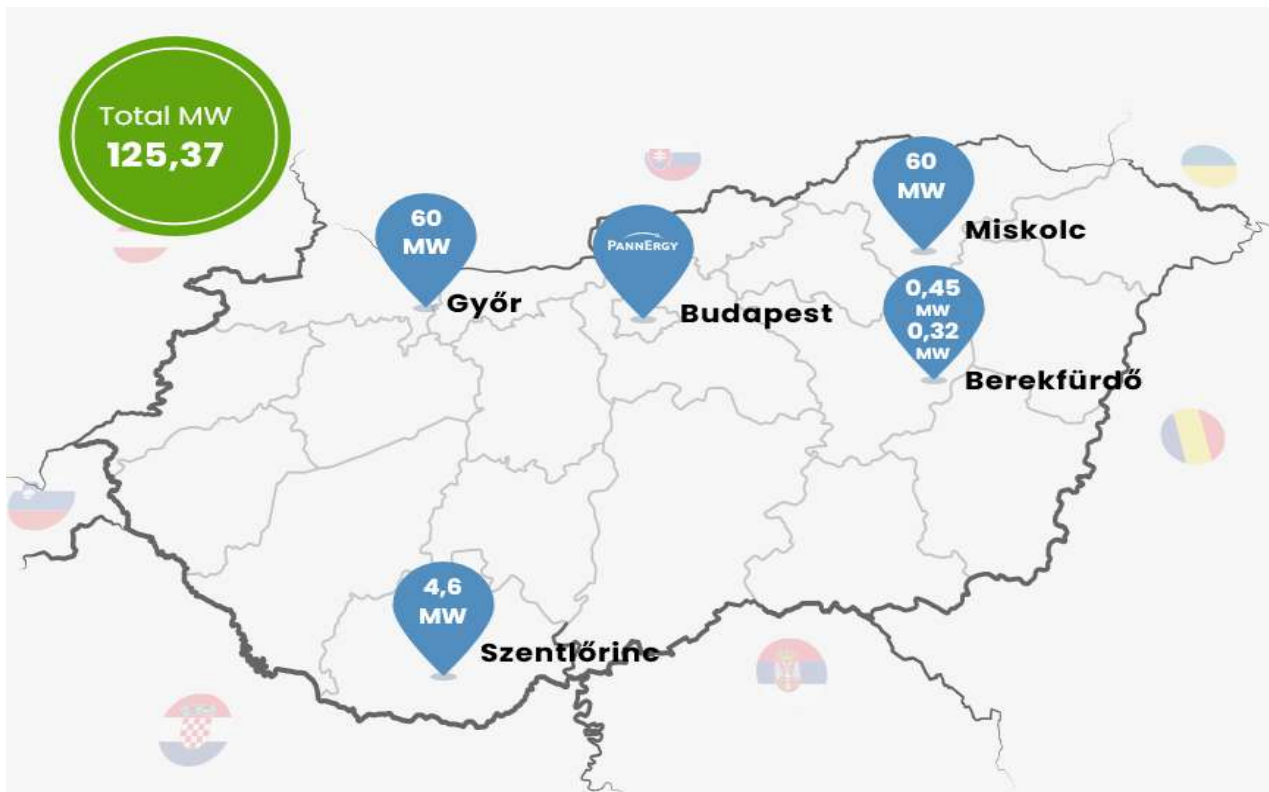 Total MW
125,37
60
MW
Győr
PANNERGY
Budapest
60
MW
Miskolc
0,45
MW
0,32
MW
Berekfürdő
4,6
MW
Szentlőrinc